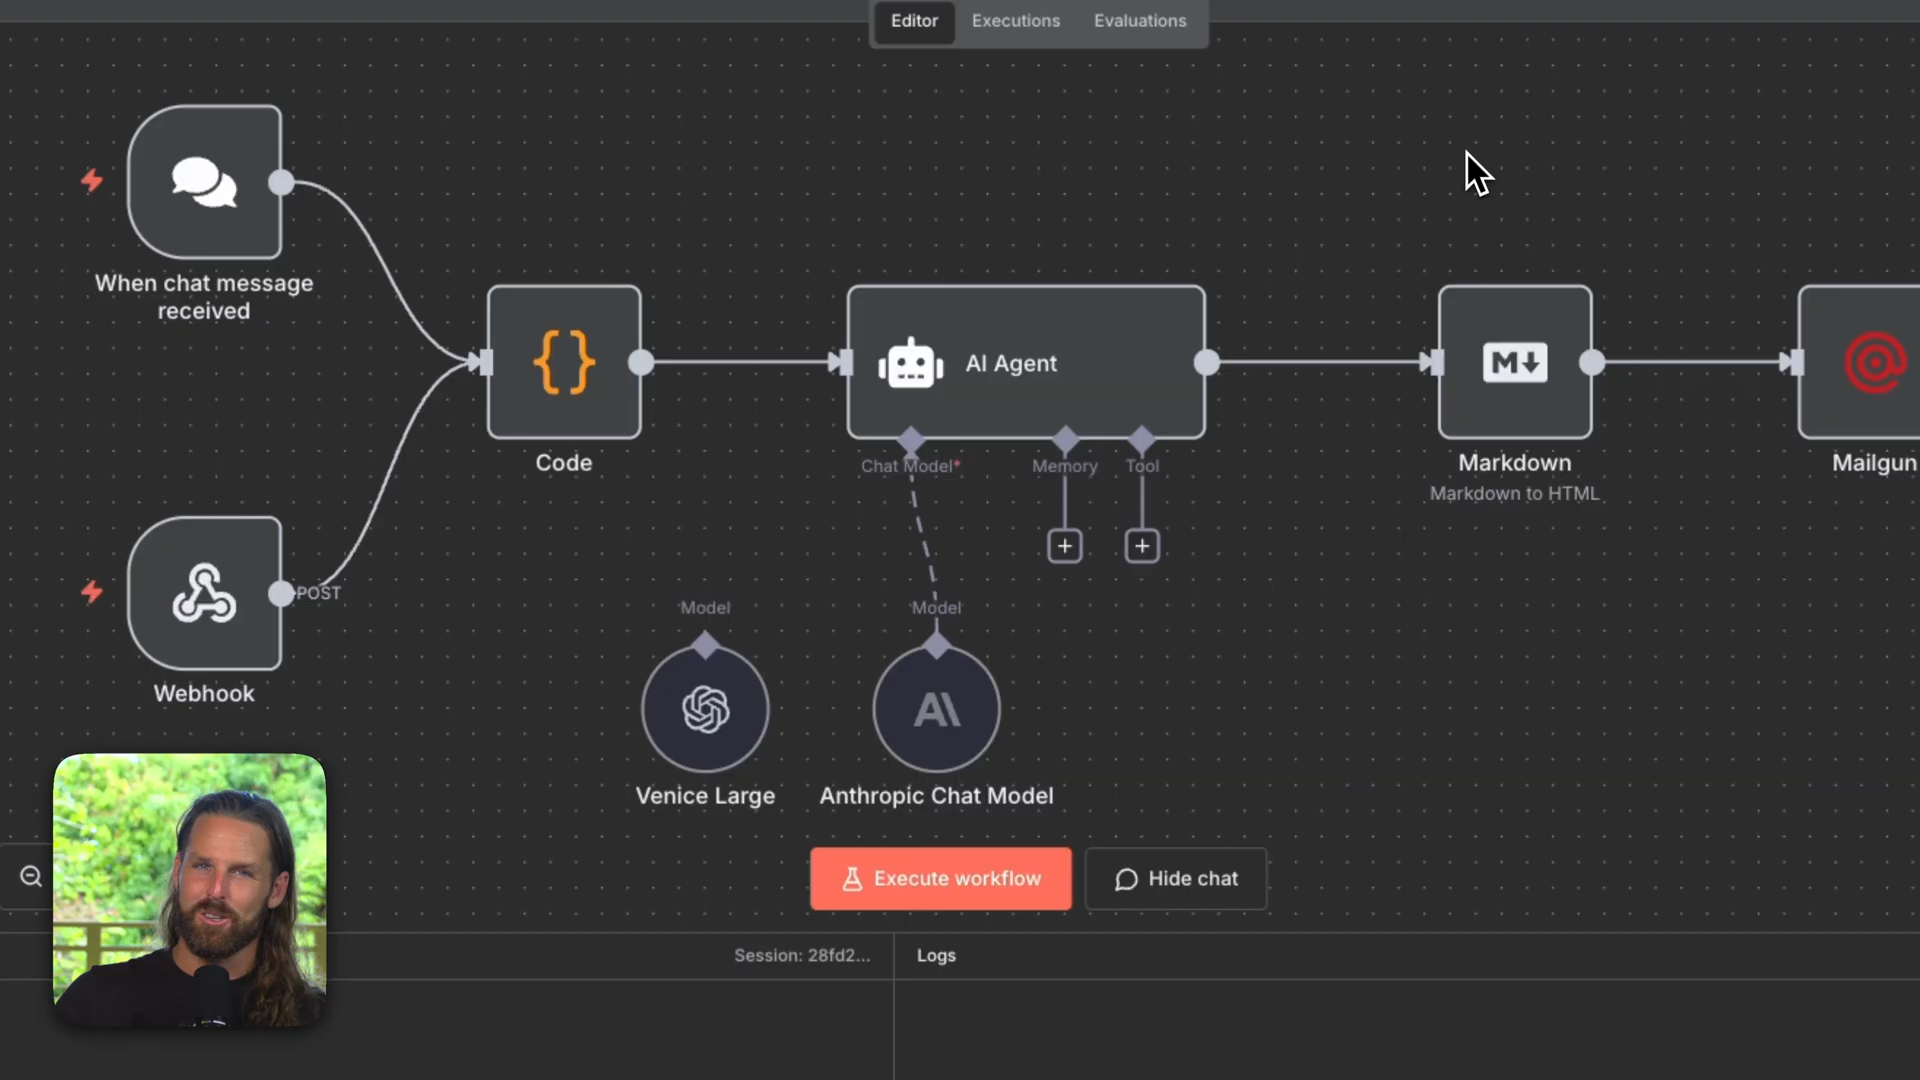 Editor Executions Evaluations
When chat message
received
Code
AI Agent
Chat Model*
Memory
Tool
M
Markdown
Markdown to HTML
Mailgun
POST
Webhook
Model
Venice Large
Model
Anthropic Chat Model
Execute workflow
Hide chat
Session: 28fd2...
Logs